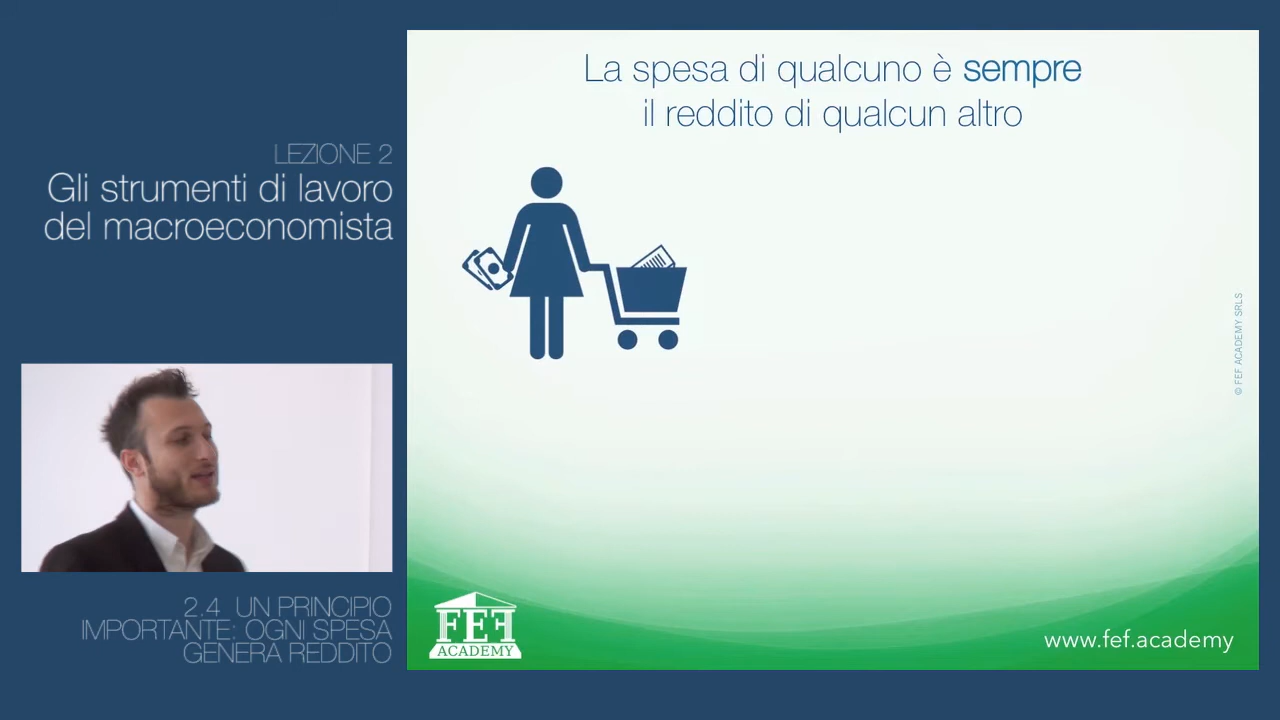 LEZIONE 2
Gli strumenti di lavoro
del macroeconomista
2.4 UN PRINCIPIO
IMPORTANTE: OGNI SPESA
GENERA REDDITO
La spesa di qualcuno è sempre
il reddito di qualcun altro
© FEF ACADEMY SRLS
FEF
ACADEMY
www.fef.academy